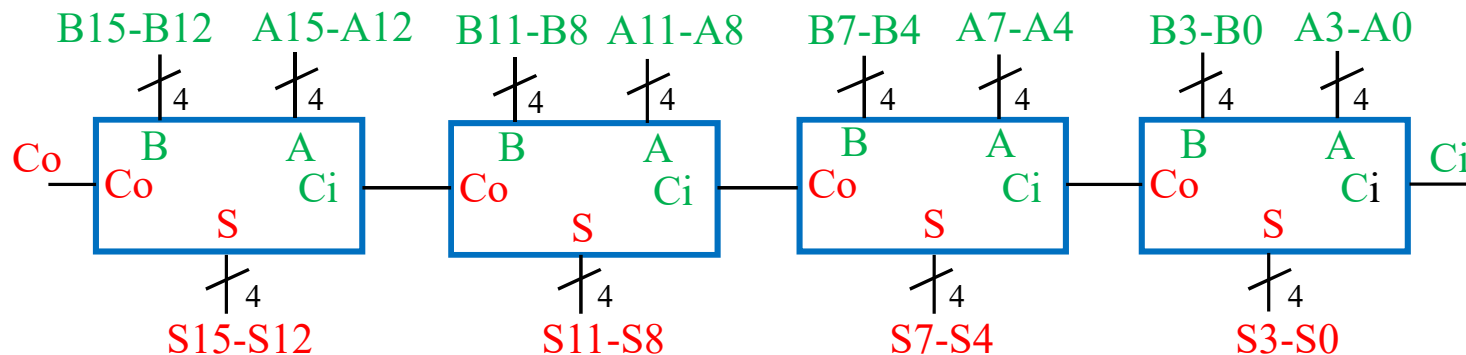 B15-B12 A15-A12 B11-B8 A11-A8 B7-B4 A7-A4 B3-B0 A3-A0
4 4 4 4 4 4 4 4
B A B A B A B A
Co Co Ci Co Ci Co Ci Co Ci Ci
S S S S
4 4 4 4
S15-S12 S11-S8 S7-S4 S3-S0